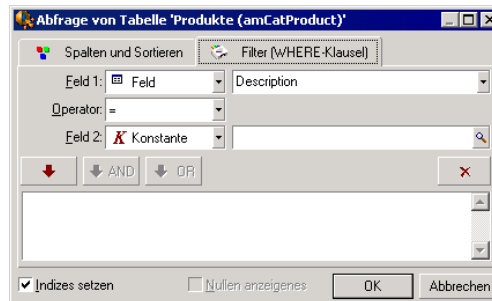 Abfrage von Tabelle 'Produkte (amCatProduct)'
Spalten und Sortieren Filter (WHERE-Klausel)
Feld 1: Feld Description
Operator: =
Feld 2: K Konstante
AND OR
Indizes setzen Nullen anzeigenes OK Abbrechen